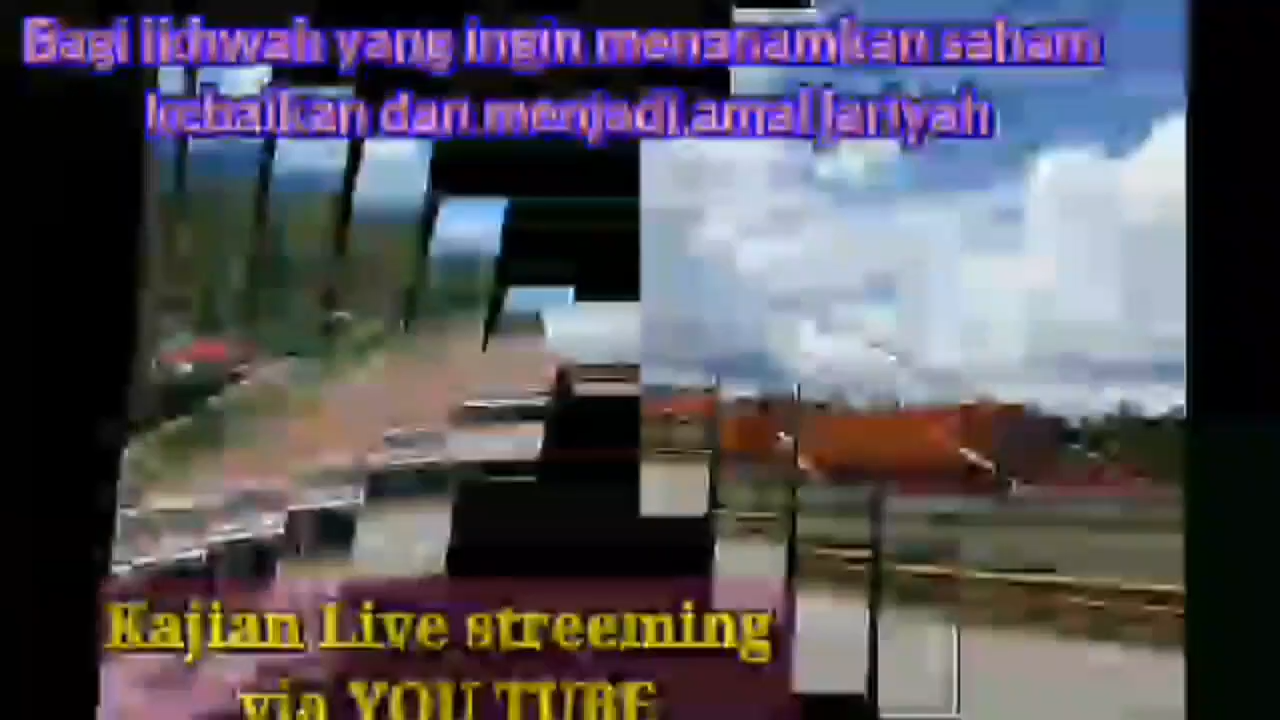 Bagi ikhwah yang ingin menanamkan saham
kebaikan dan menjadi amal jariyah
Kajian Live streeming
via YOU TUBE